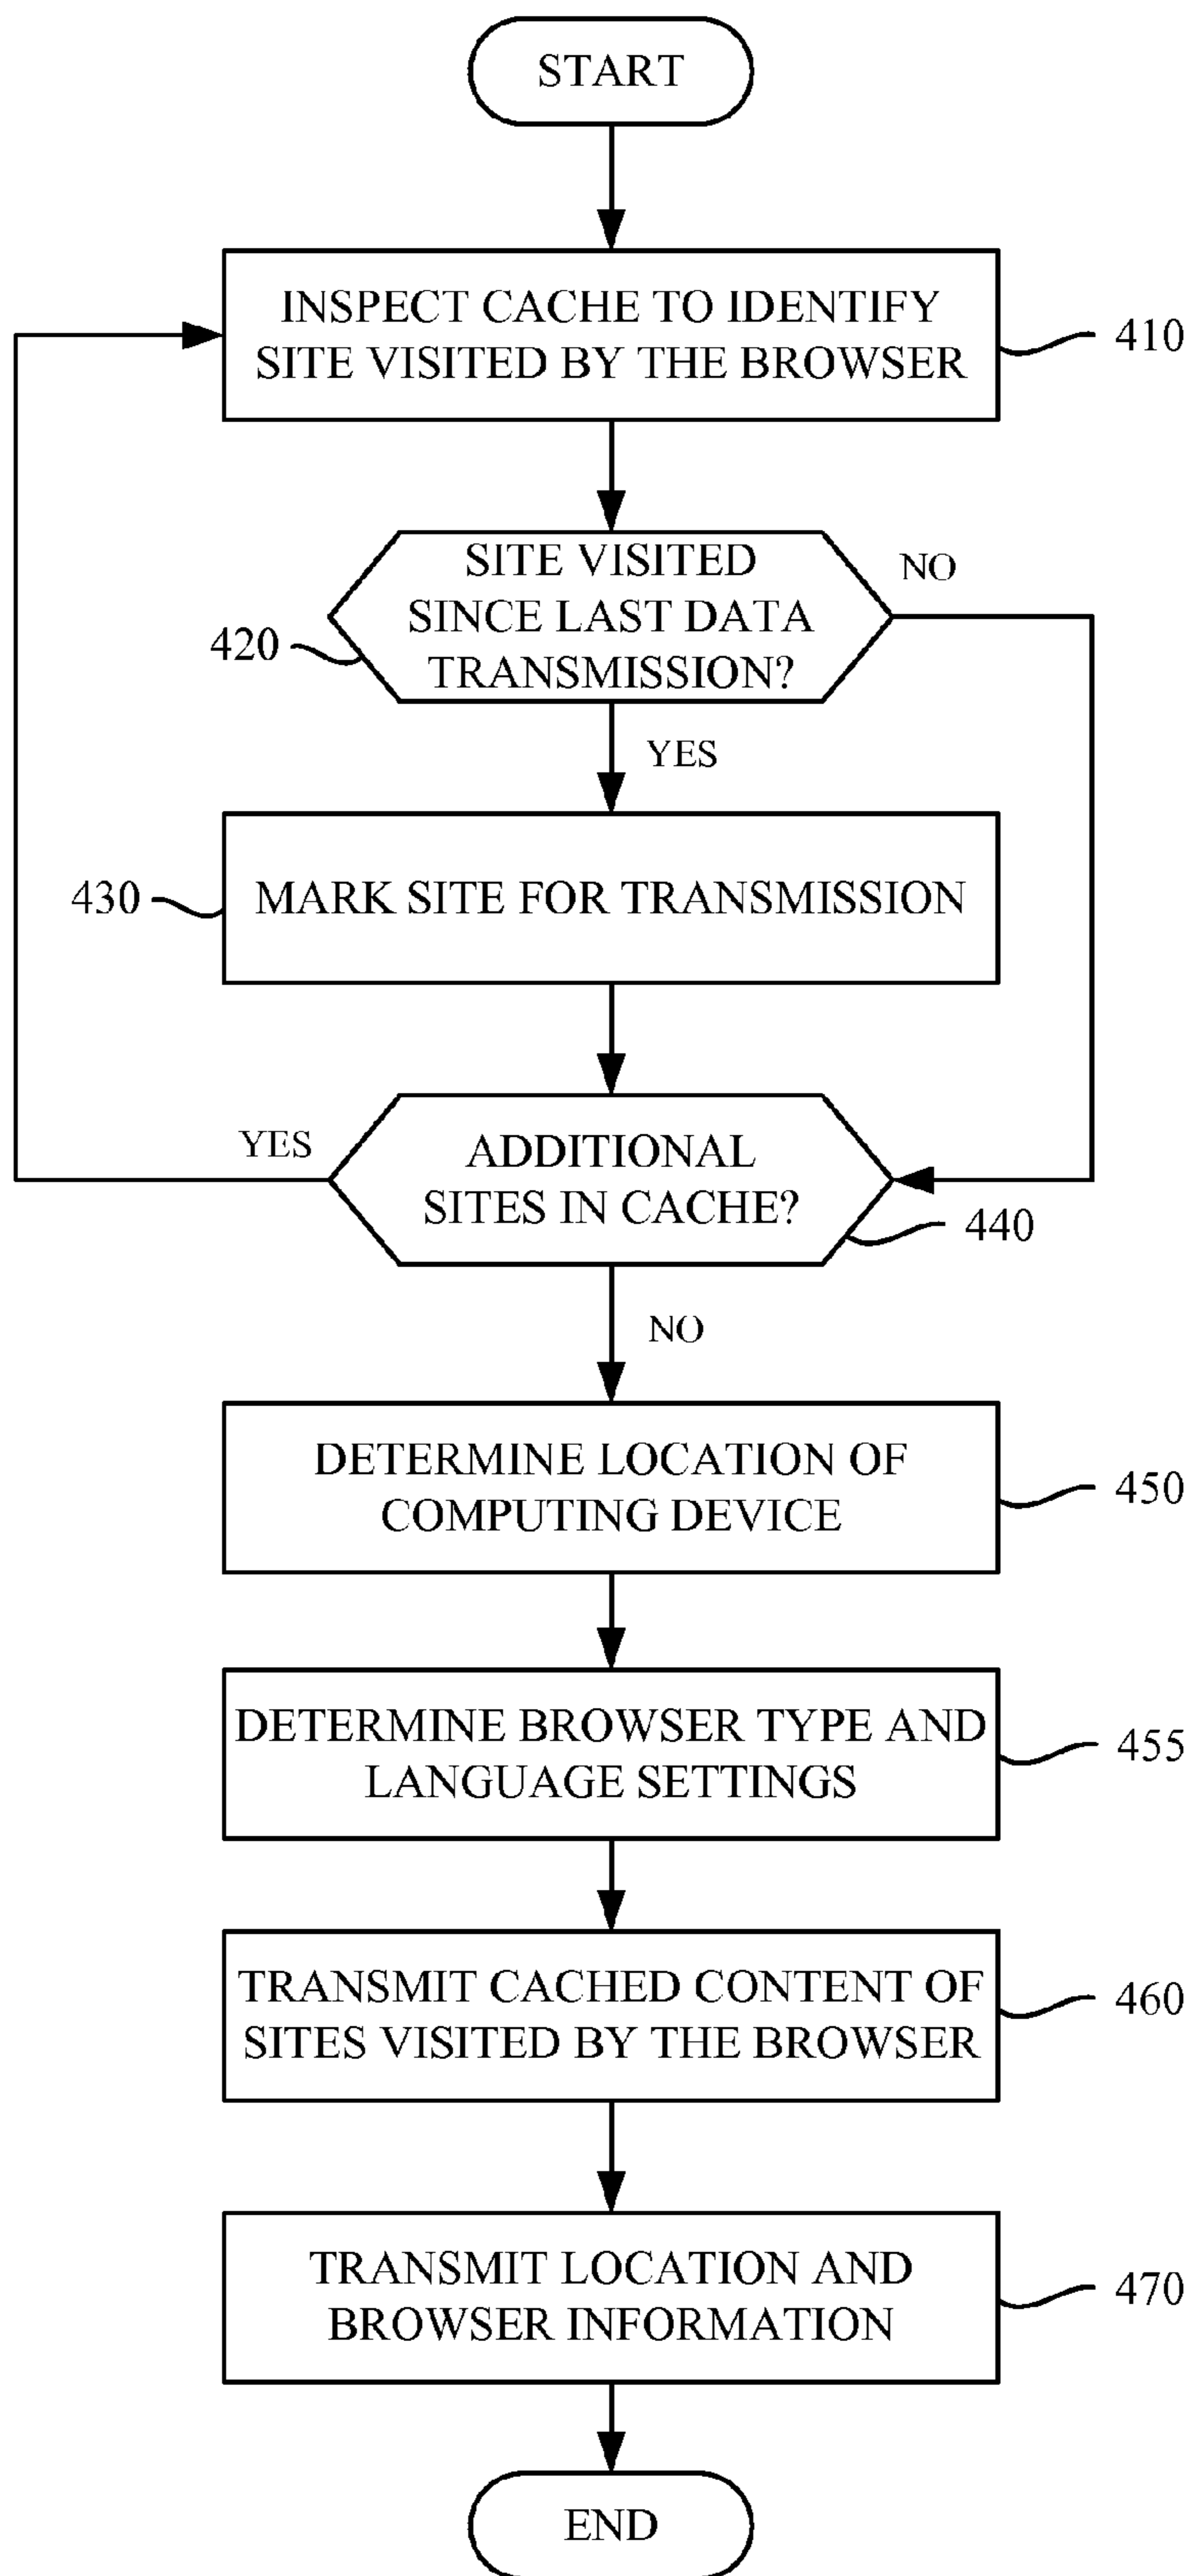 START
INSPECT CACHE TO IDENTIFY
SITE VISITED BY THE BROWSER
410
SITE VISITED
SINCE LAST DATA
TRANSMISSION?
NO
420
YES
MARK SITE FOR TRANSMISSION
430
YES
ADDITIONAL
SITES IN CACHE?
440
NO
DETERMINE LOCATION OF
COMPUTING DEVICE
450
DETERMINE BROWSER TYPE AND
LANGUAGE SETTINGS
455
TRANSMIT CACHED CONTENT OF
SITES VISITED BY THE BROWSER
460
TRANSMIT LOCATION AND
BROWSER INFORMATION
470
END